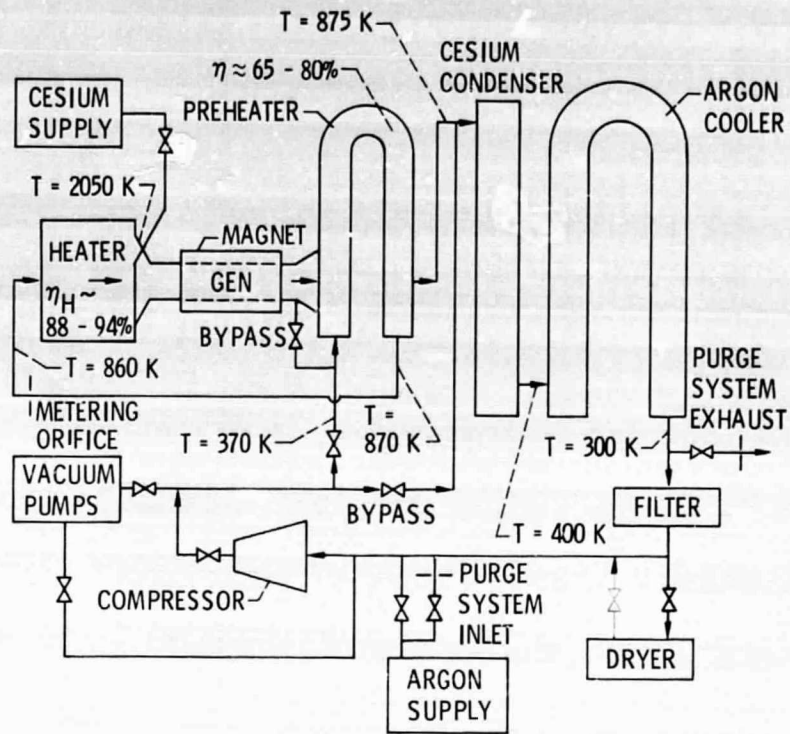 T = 875 K
CESIUM
CONDENSER
η ≈ 65 - 80%
PREHEATER
ARGON
COOLER
CESIUM
SUPPLY
T = 2050 K
HEATER
ηH ~
88 - 94%
MAGNET
GEN
BYPASS
T = 860 K
METERING
ORIFICE
T = 370 K
T =
870 K
PURGE
SYSTEM
EXHAUST
T = 300 K
VACUUM
PUMPS
BYPASS
FILTER
T = 400 K
COMPRESSOR
PURGE
SYSTEM
INLET
DRYER
ARGON
SUPPLY